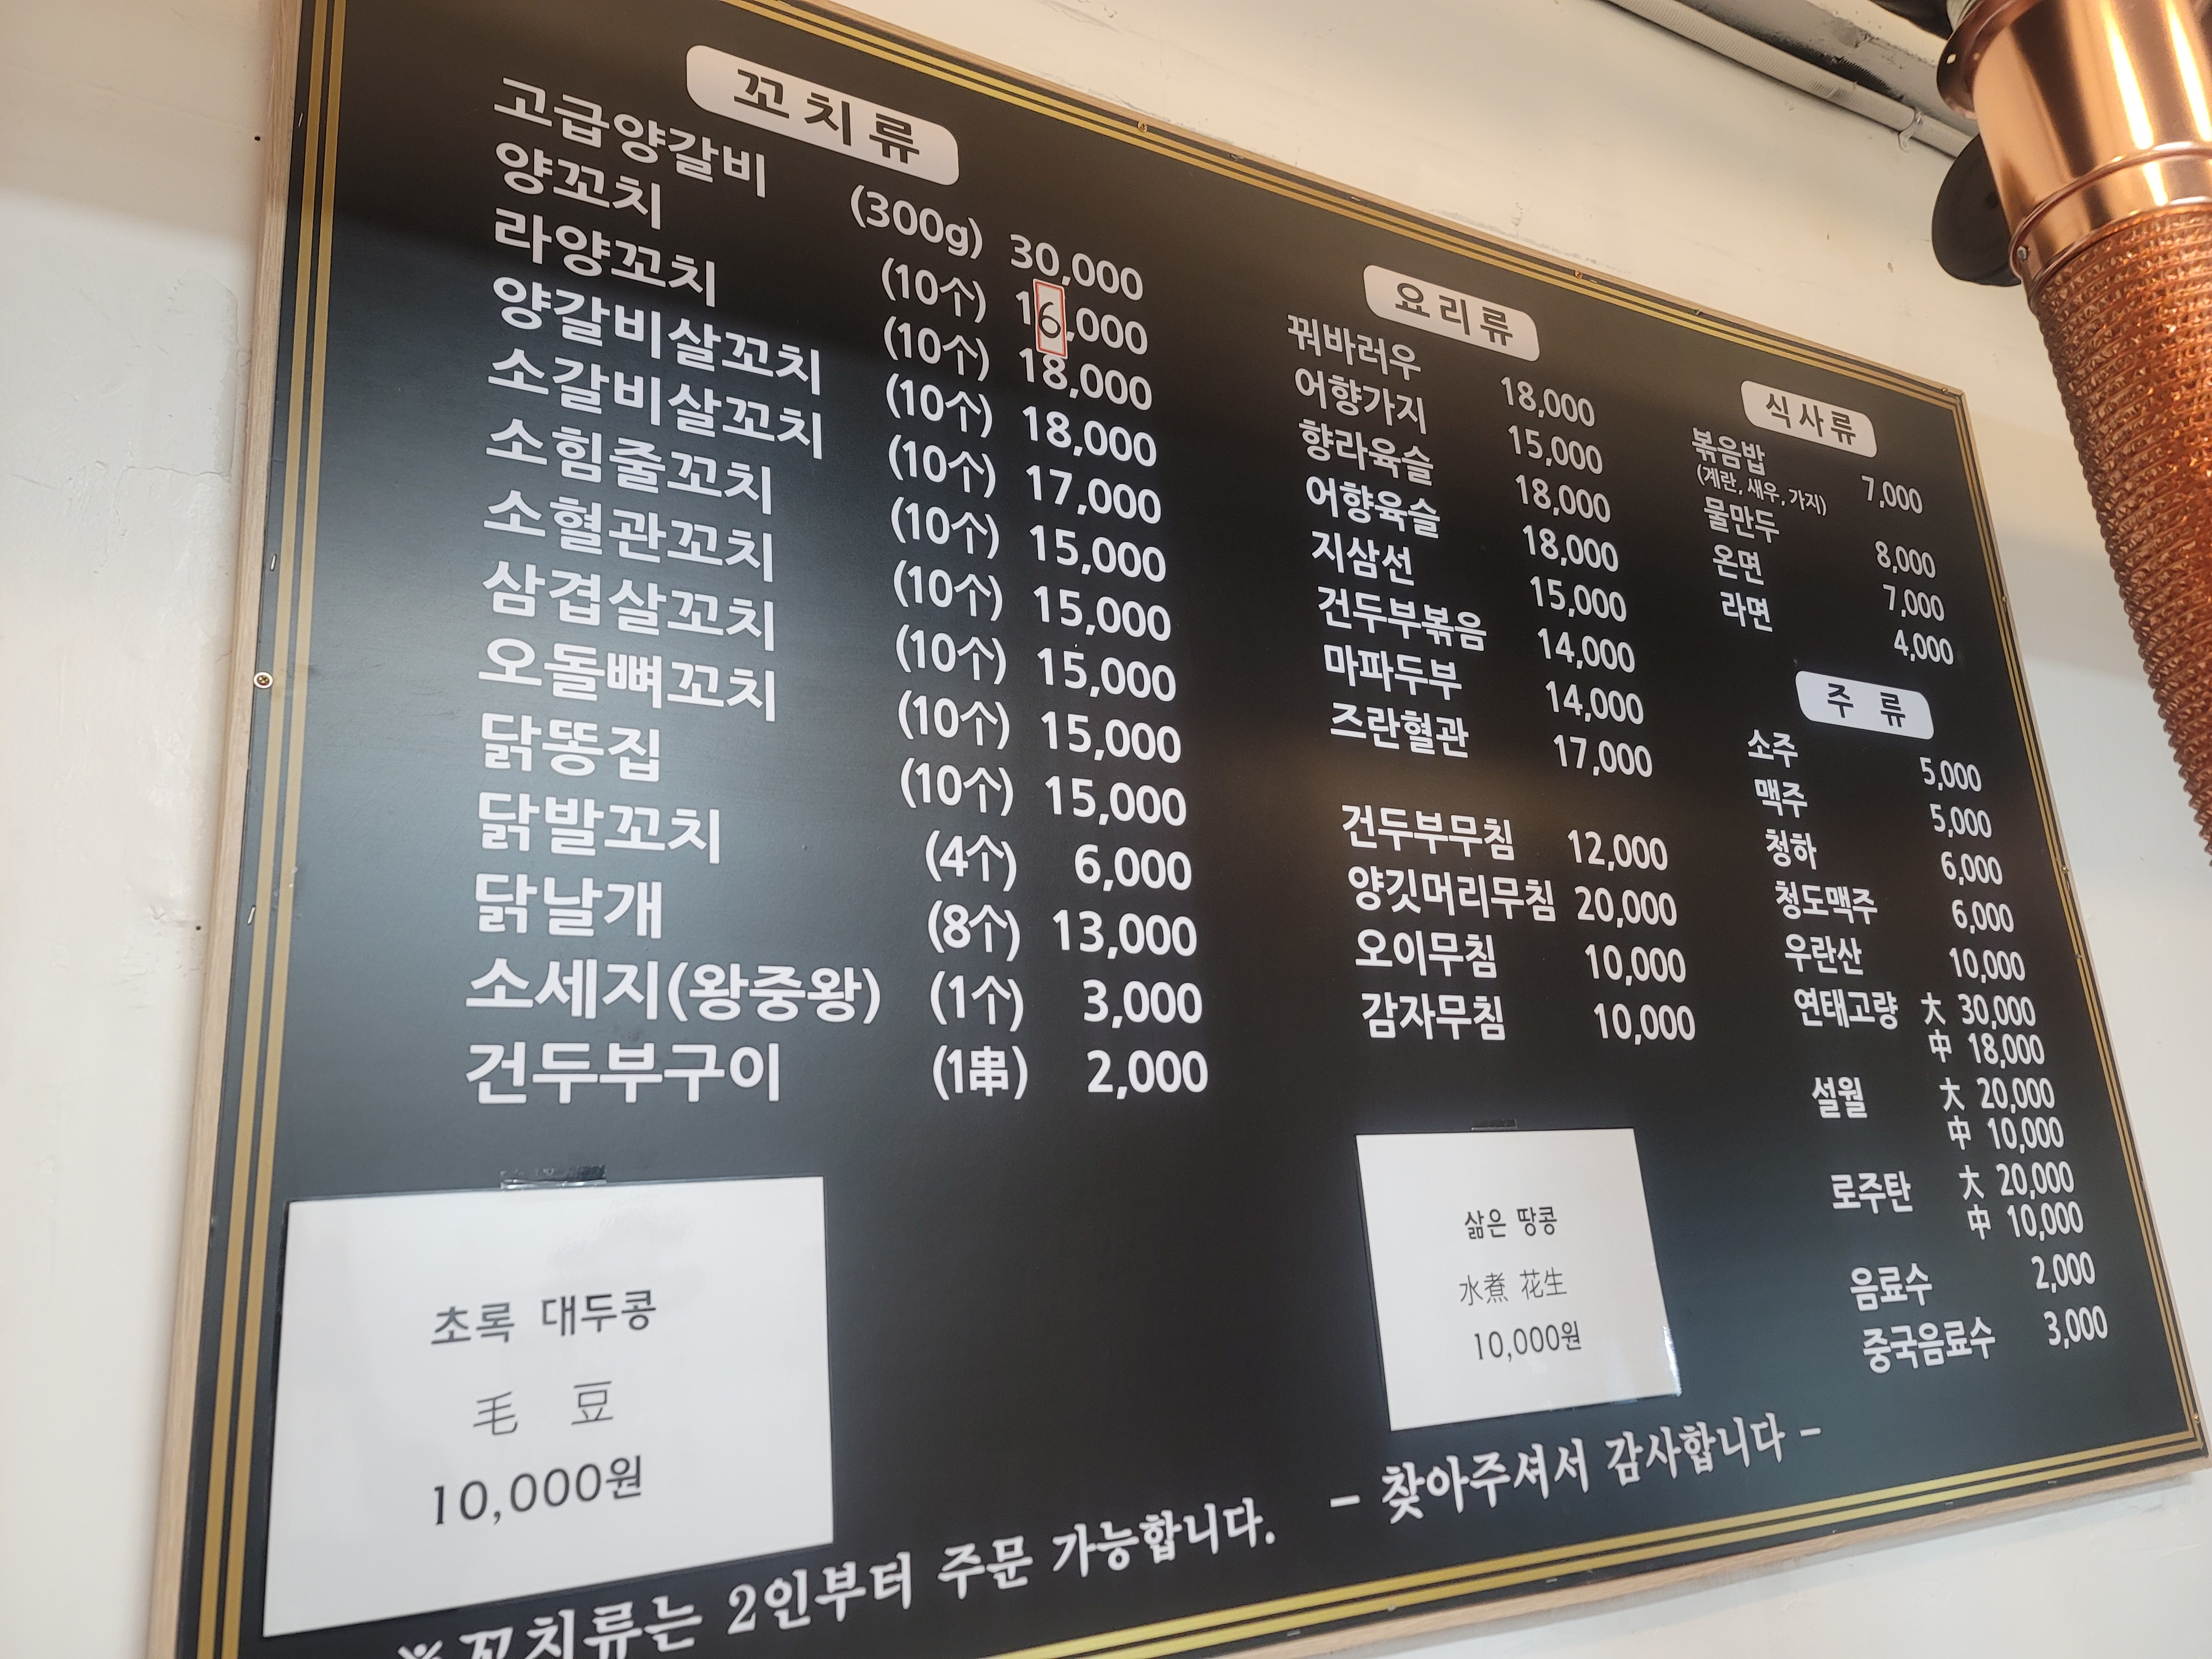 꼬치류
고급양갈비 (300g) 30,000
양꼬치 (10个) 16,000
라양꼬치 (10个) 18,000
양갈비살꼬치 (10个) 18,000
소갈비살꼬치 (10个) 17,000
소힘줄꼬치 (10个) 15,000
소혈관꼬치 (10个) 15,000
삼겹살꼬치 (10个) 15,000
오돌뼈꼬치 (10个) 15,000
닭똥집 (10个) 15,000
닭발꼬치 (4个) 6,000
닭날개 (8个) 13,000
소세지(왕중왕) (1个) 3,000
건두부구이 (1串) 2,000
초록 대두콩
毛 豆
10,000원
요리류
꿔바러우 18,000
어향가지 15,000
향라육슬 18,000
어향육슬 18,000
지삼선 15,000
건두부볶음 14,000
마파두부 14,000
즈란혈관 17,000
건두부무침 12,000
양깃머리무침 20,000
오이무침 10,000
감자무침 10,000
삶은 땅콩
水煮 花生
10,000원
식사류
볶음밥 7,000
(계란, 새우, 가지)
물만두 8,000
온면 7,000
라면 4,000
주 류
소주 5,000
맥주 5,000
청하 6,000
청도맥주 6,000
우란산 10,000
연태고량 大 30,000
中 18,000
설월 大 20,000
中 10,000
로주탄 大 20,000
中 10,000
음료수 2,000
중국음료수 3,000
※ 꼬치류는 2인부터 주문 가능합니다.
- 찾아주셔서 감사합니다 -